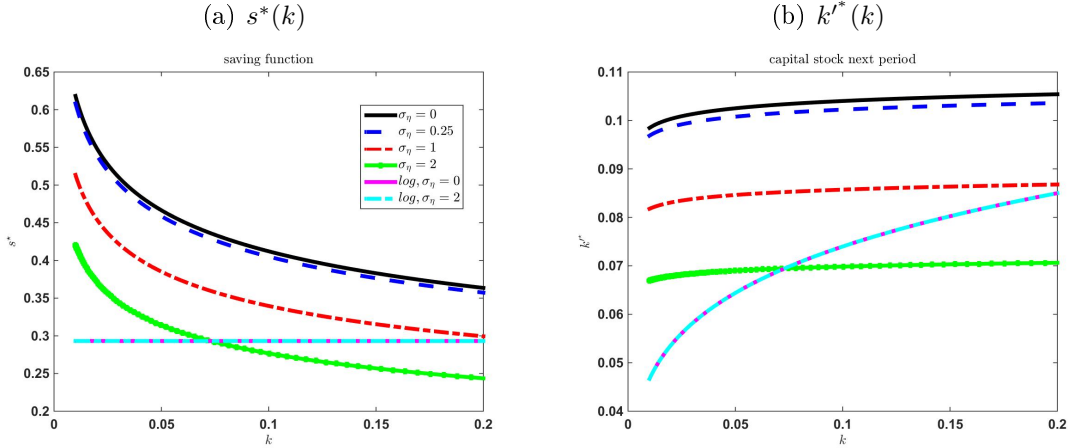 (a) s*(k)
saving function
0.65
0.6
0.55
0.5
0.45
0.4
0.35
0.3
0.25
0.2
s*
0
0.05
0.1
0.15
0.2
k
σ_η = 0
σ_η = 0.25
σ_η = 1
σ_η = 2
log, σ_η = 0
log, σ_η = 2
(b) k'*(k)
capital stock next period
0.11
0.1
0.09
0.08
0.07
0.06
0.05
0.04
k'*
0
0.05
0.1
0.15
0.2
k